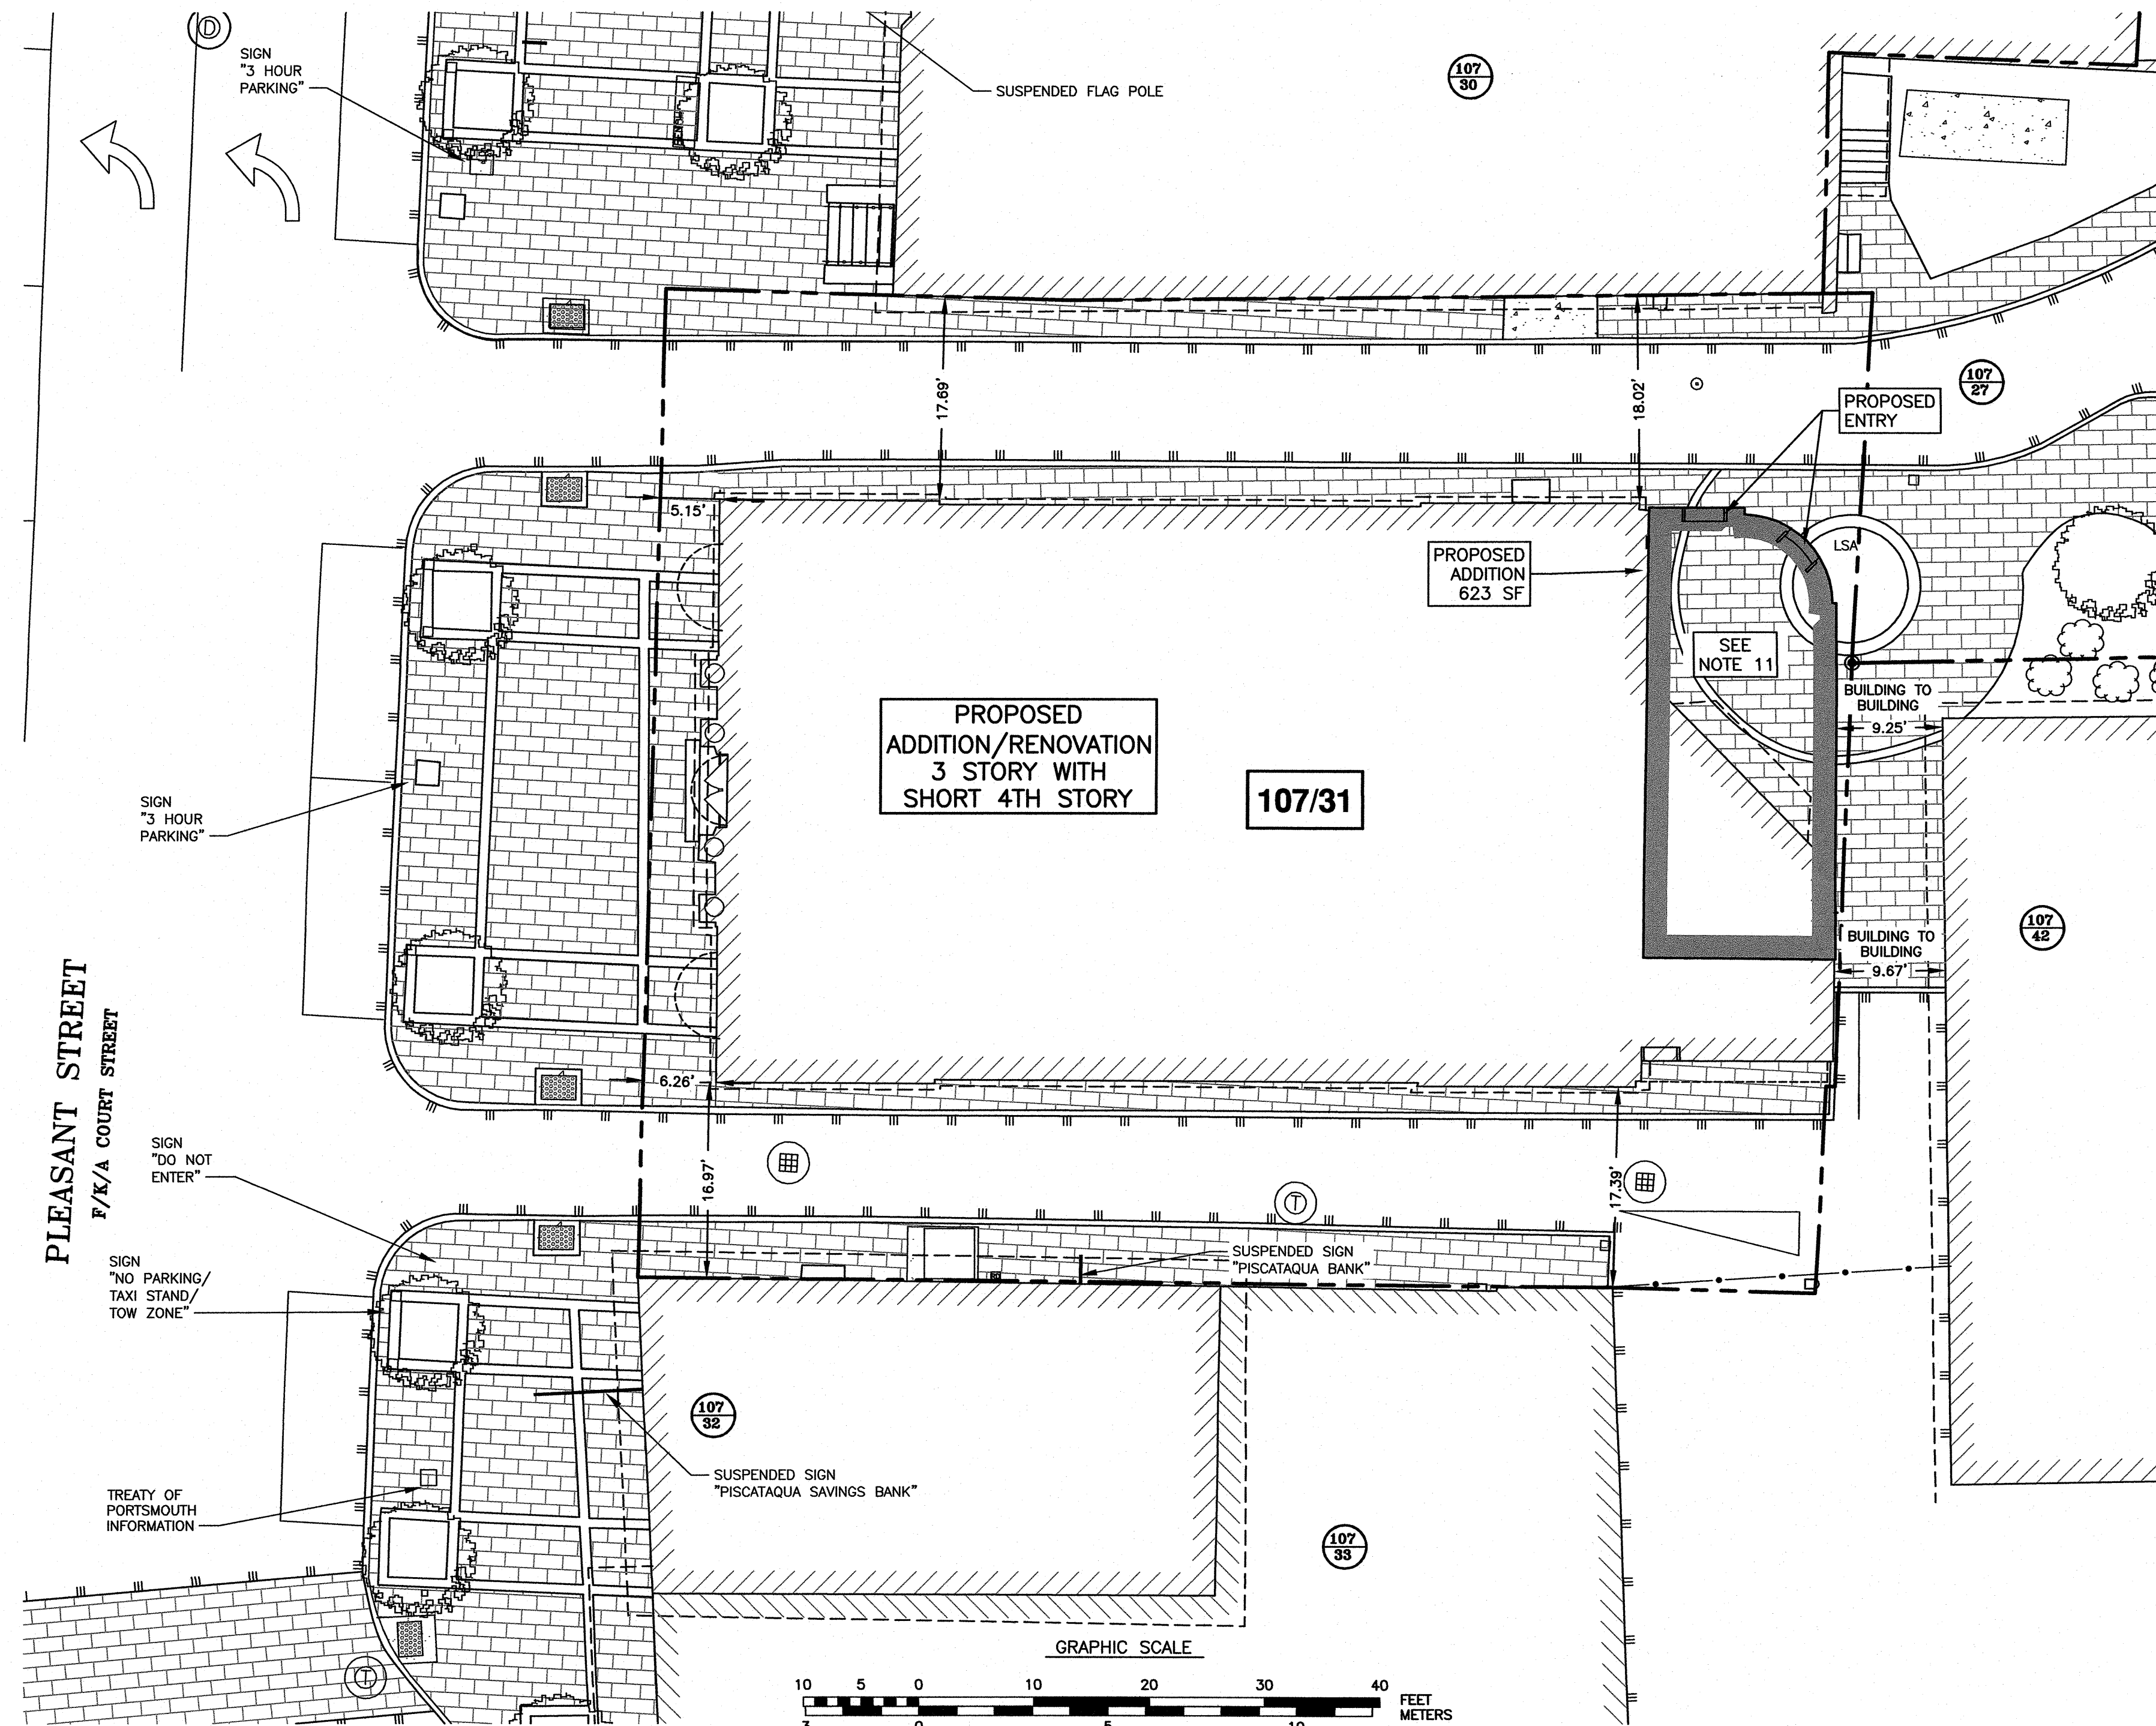 D
SIGN
"3 HOUR
PARKING"
SUSPENDED FLAG POLE
107
30
BENCH
17.69'
18.02'
107
27
PROPOSED
ENTRY
5.15'
LSA
PROPOSED
ADDITION
623 SF
SEE
NOTE 11
BUILDING TO
BUILDING
9.25'
PROPOSED
ADDITION/RENOVATION
3 STORY WITH
SHORT 4TH STORY
107/31
SIGN
"3 HOUR
PARKING"
107
42
BUILDING TO
BUILDING
9.67'
PLEASANT STREET
F/K/A COURT STREET
6.26'
16.97'
17.39'
SIGN
"DO NOT
ENTER"
T
SIGN
"NO PARKING/
TAXI STAND/
TOW ZONE"
SUSPENDED SIGN
"PISCATAQUA BANK"
107
32
SUSPENDED SIGN
"PISCATAQUA SAVINGS BANK"
TREATY OF
PORTSMOUTH
INFORMATION
107
33
T
GRAPHIC SCALE
10 5 0 10 20 30 40
FEET
METERS
3 0 5 10